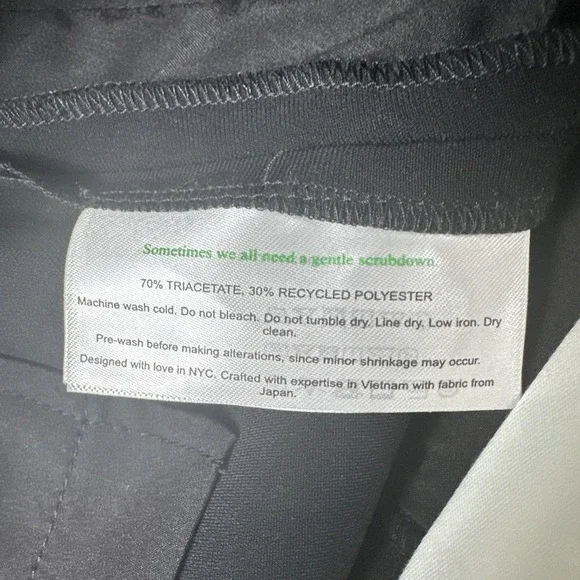 Sometimes we all need a gentle scrubdown.
70% TRIACETATE, 30% RECYCLED POLYESTER
Machine wash cold. Do not bleach. Do not tumble dry. Line dry. Low iron. Dry
clean.
Pre-wash before making alterations, since minor shrinkage may occur.
Designed with love in NYC. Crafted with expertise in Vietnam with fabric from
Japan.